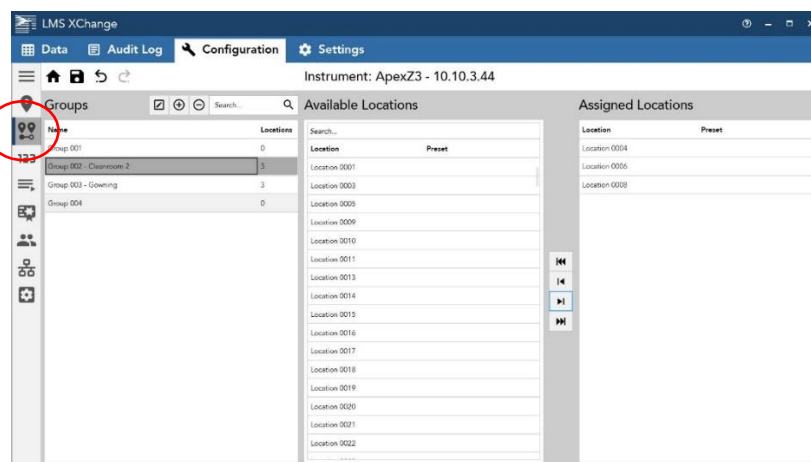 LMS XChange
Data Audit Log Configuration Settings
Instrument: ApexZ3 - 10.10.3.44
Groups Search...
Name Locations
Group 001 0
Group 002 - Cleanroom 2 3
Group 003 - Gowning 3
Group 004 0
123
Available Locations
Search...
Location Preset
Location 0001
Location 0003
Location 0005
Location 0009
Location 0010
Location 0011
Location 0013
Location 0014
Location 0015
Location 0016
Location 0017
Location 0018
Location 0019
Location 0020
Location 0021
Location 0022
Assigned Locations
Location Preset
Location 0004
Location 0006
Location 0008